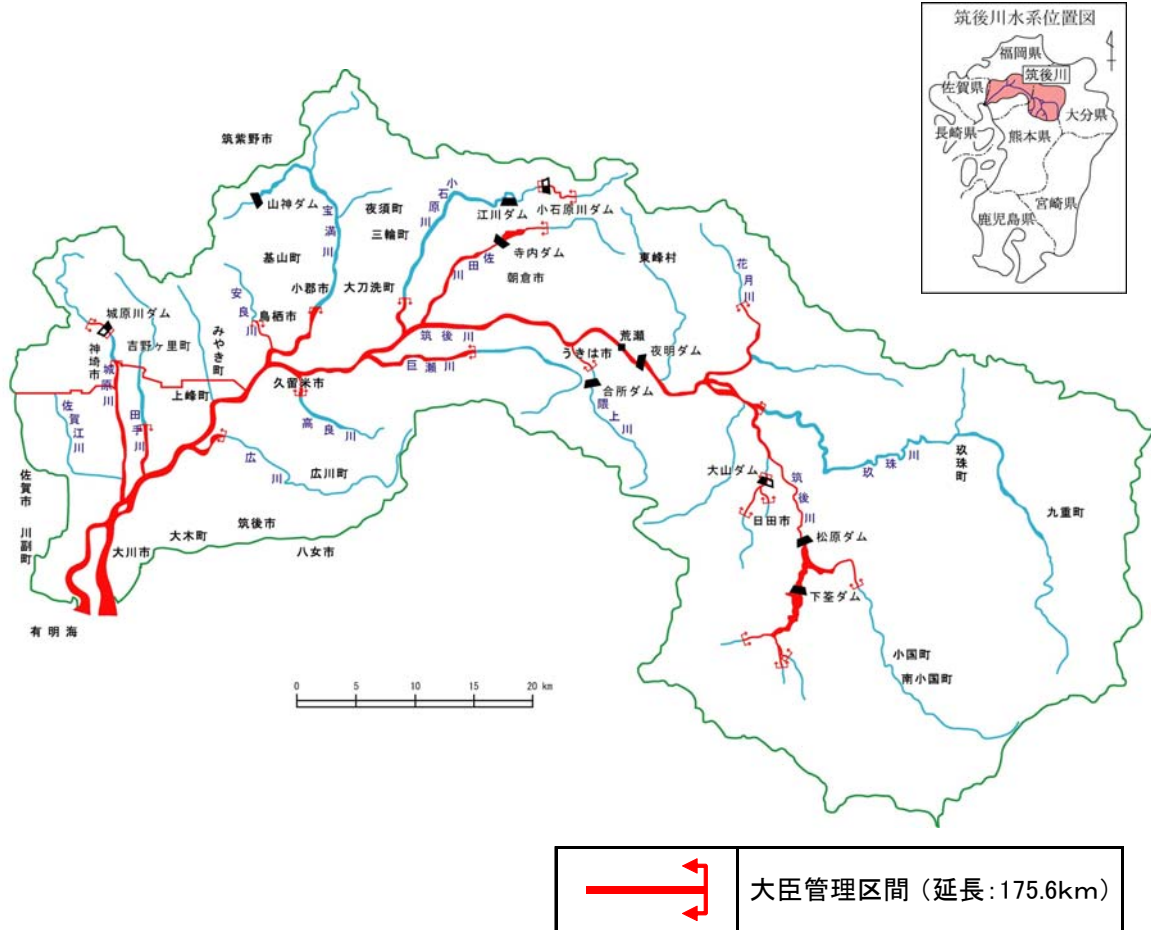 筑後川水系位置図
福岡県
筑後川
佐賀県
大分県
長崎県
熊本県
宮崎県
鹿児島県
筑紫野市
山神ダム
宝満川
夜須町
三輪町
小石原川
江川ダム
小石原川ダム
寺内ダム
佐田川
朝倉市
東峰村
花月川
基山町
小郡市
大刀洗町
安良川
鳥栖市
みやき町
城原川ダム
吉野ヶ里町
神埼市
城原川
上峰町
久留米市
筑後川
巨瀬川
うきは市
荒瀬
夜明ダム
合所ダム
隈上川
佐賀江川
田手川
高良川
広川
広川町
玖珠川
玖珠町
九重町
大山ダム
筑後川
日田市
松原ダム
下筌ダム
小国町
南小国町
佐賀市
川副町
大川市
大木町
筑後市
八女市
有明海
0 5 10 15 20 km
大臣管理区間（延長：175.6km）